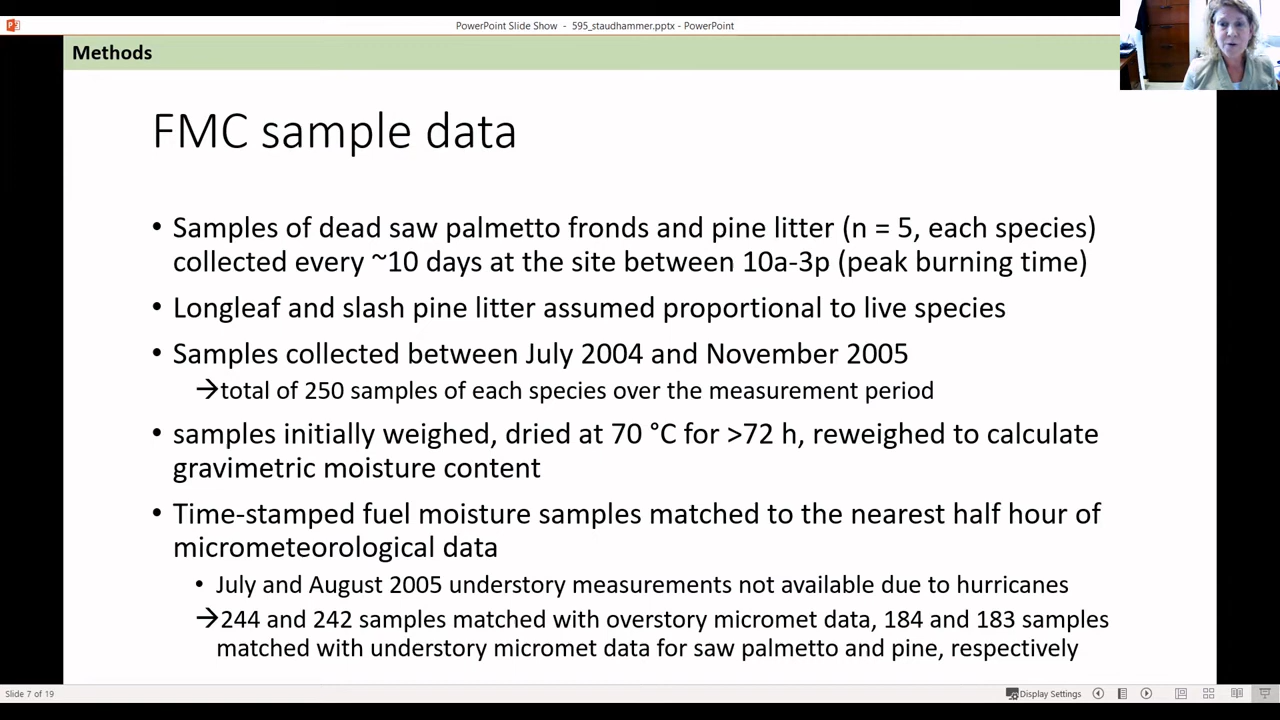 PowerPoint Slide Show - 595_staudhammer.pptx - PowerPoint
Methods
FMC sample data
• Samples of dead saw palmetto fronds and pine litter (n = 5, each species)
collected every ~10 days at the site between 10a-3p (peak burning time)
• Longleaf and slash pine litter assumed proportional to live species
• Samples collected between July 2004 and November 2005
→total of 250 samples of each species over the measurement period
• samples initially weighed, dried at 70 °C for >72 h, reweighed to calculate
gravimetric moisture content
• Time-stamped fuel moisture samples matched to the nearest half hour of
micrometeorological data
• July and August 2005 understory measurements not available due to hurricanes
→244 and 242 samples matched with overstory micromet data, 184 and 183 samples
matched with understory micromet data for saw palmetto and pine, respectively
Slide 7 of 19
Display Settings